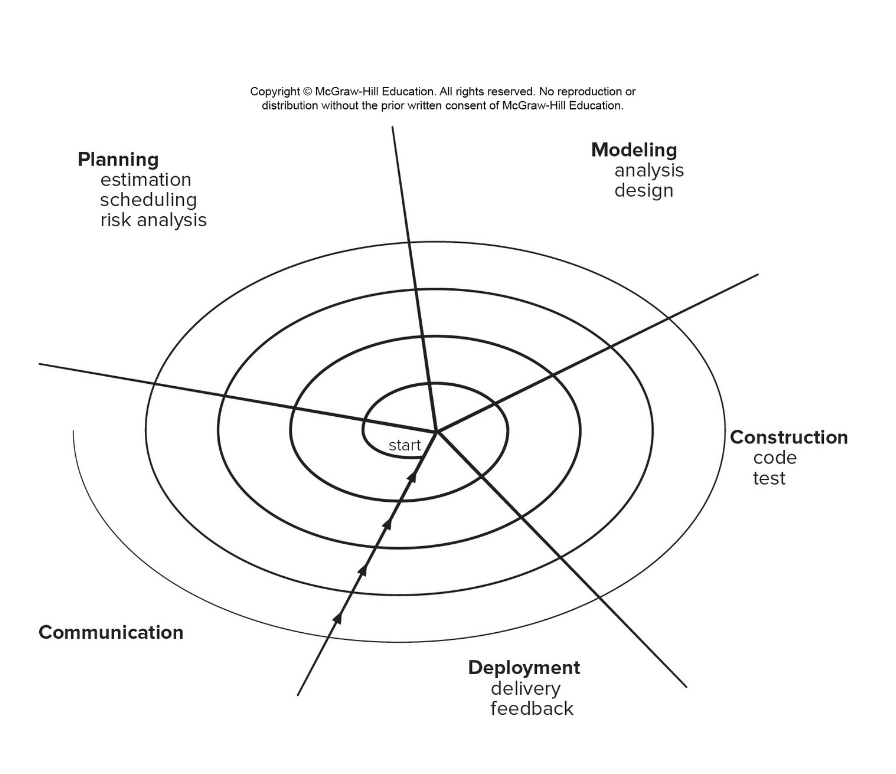 Copyright © McGraw-Hill Education. All rights reserved. No reproduction or
distribution without the prior written consent of McGraw-Hill Education.
Planning
estimation
scheduling
risk analysis
Modeling
analysis
design
start
Construction
code
test
Communication
Deployment
delivery
feedback